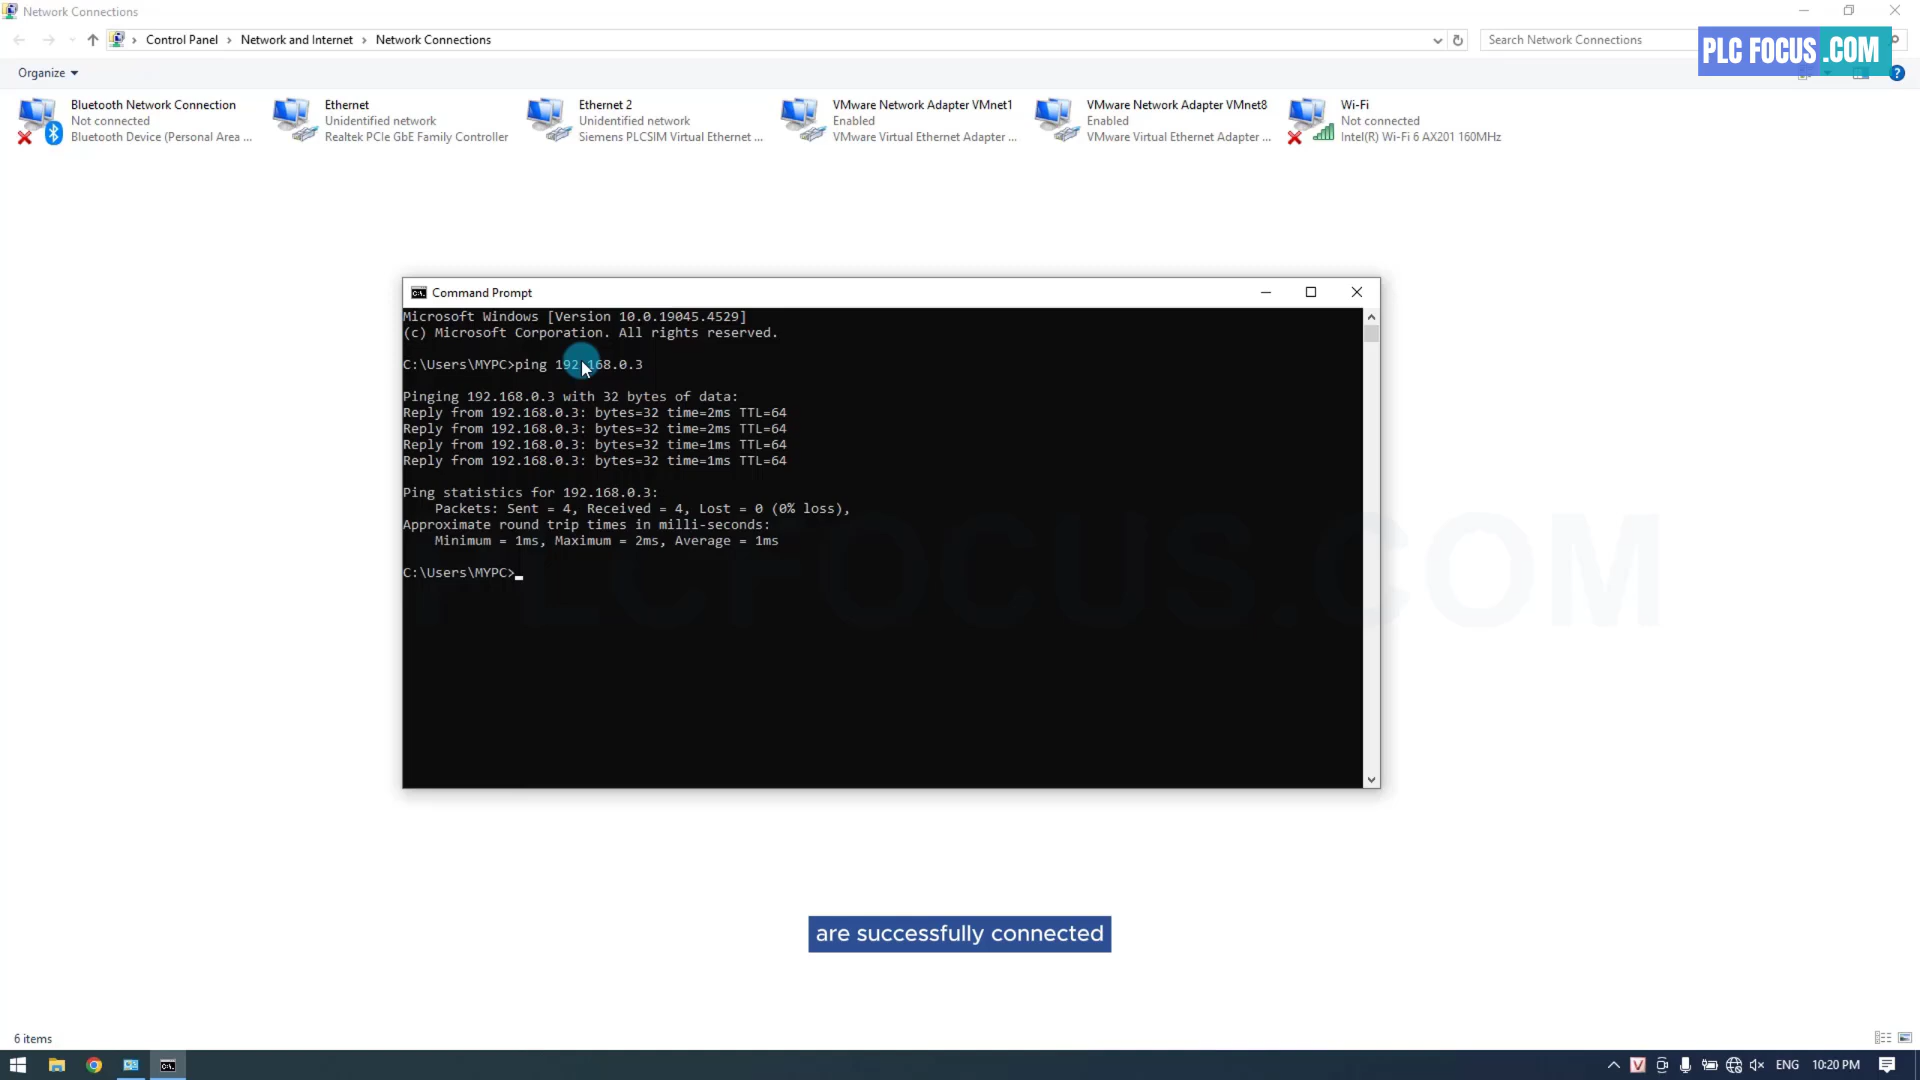 Network Connections
Control Panel > Network and Internet > Network Connections
Search Network Connections
PLC FOCUS .COM
Organize
Bluetooth Network Connection
Not connected
Bluetooth Device (Personal Area ...
Ethernet
Unidentified network
Realtek PCIe GbE Family Controller
Ethernet 2
Unidentified network
Siemens PLCSIM Virtual Ethernet ...
VMware Network Adapter VMnet1
Enabled
VMware Virtual Ethernet Adapter ...
VMware Network Adapter VMnet8
Enabled
VMware Virtual Ethernet Adapter ...
Wi-Fi
Not connected
Intel(R) Wi-Fi 6 AX201 160MHz
Command Prompt
Microsoft Windows [Version 10.0.19045.4529]
(c) Microsoft Corporation. All rights reserved.
C:\Users\MYPC>ping 192.168.0.3
Pinging 192.168.0.3 with 32 bytes of data:
Reply from 192.168.0.3: bytes=32 time=2ms TTL=64
Reply from 192.168.0.3: bytes=32 time=2ms TTL=64
Reply from 192.168.0.3: bytes=32 time=1ms TTL=64
Reply from 192.168.0.3: bytes=32 time=1ms TTL=64
Ping statistics for 192.168.0.3:
Packets: Sent = 4, Received = 4, Lost = 0 (0% loss),
Approximate round trip times in milli-seconds:
Minimum = 1ms, Maximum = 2ms, Average = 1ms
C:\Users\MYPC>
PLCFOCUS.COM
are successfully connected
6 items
ENG
10:20 PM